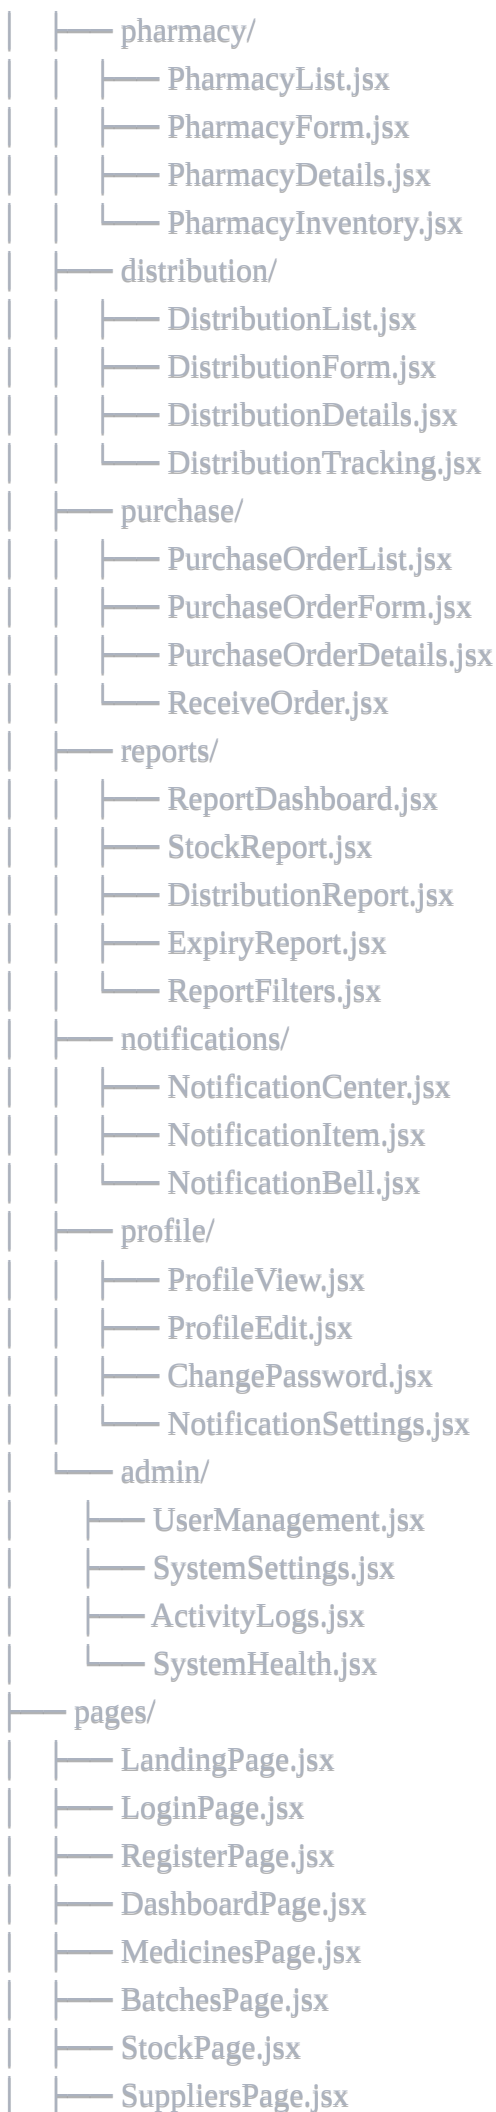 │   ├── pharmacy/
│   │   ├── PharmacyList.jsx
│   │   ├── PharmacyForm.jsx
│   │   ├── PharmacyDetails.jsx
│   │   └── PharmacyInventory.jsx
│   ├── distribution/
│   │   ├── DistributionList.jsx
│   │   ├── DistributionForm.jsx
│   │   ├── DistributionDetails.jsx
│   │   └── DistributionTracking.jsx
│   ├── purchase/
│   │   ├── PurchaseOrderList.jsx
│   │   ├── PurchaseOrderForm.jsx
│   │   ├── PurchaseOrderDetails.jsx
│   │   └── ReceiveOrder.jsx
│   ├── reports/
│   │   ├── ReportDashboard.jsx
│   │   ├── StockReport.jsx
│   │   ├── DistributionReport.jsx
│   │   ├── ExpiryReport.jsx
│   │   └── ReportFilters.jsx
│   ├── notifications/
│   │   ├── NotificationCenter.jsx
│   │   ├── NotificationItem.jsx
│   │   └── NotificationBell.jsx
│   ├── profile/
│   │   ├── ProfileView.jsx
│   │   ├── ProfileEdit.jsx
│   │   ├── ChangePassword.jsx
│   │   └── NotificationSettings.jsx
│   └── admin/
│       ├── UserManagement.jsx
│       ├── SystemSettings.jsx
│       ├── ActivityLogs.jsx
│       └── SystemHealth.jsx
├── pages/
│   ├── LandingPage.jsx
│   ├── LoginPage.jsx
│   ├── RegisterPage.jsx
│   ├── DashboardPage.jsx
│   ├── MedicinesPage.jsx
│   ├── BatchesPage.jsx
│   ├── StockPage.jsx
│   ├── SuppliersPage.jsx